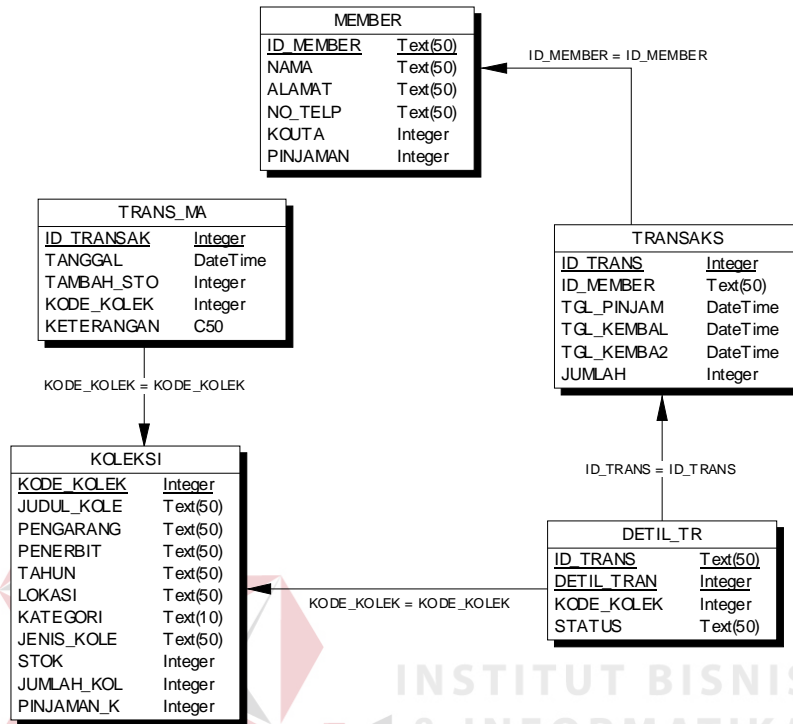 MEMBER
ID_MEMBER Text(50)
NAMA Text(50)
ALAMAT Text(50)
NO_TELP Text(50)
KOUTA Integer
PINJAMAN Integer
ID_MEMBER = ID_MEMBER
TRANS_MA
ID_TRANSAK Integer
TANGGAL DateTime
TAMBAH_STO Integer
KODE_KOLEK Integer
KETERANGAN C50
TRANSAKS
ID_TRANS Integer
ID_MEMBER Text(50)
TGL_PINJAM DateTime
TGL_KEMBAL DateTime
TGL_KEMBA2 DateTime
JUMLAH Integer
KODE_KOLEK = KODE_KOLEK
KOLEKSI
KODE_KOLEK Integer
JUDUL_KOLE Text(50)
PENGARANG Text(50)
PENERBIT Text(50)
TAHUN Text(50)
LOKASI Text(50)
KATEGORI Text(10)
JENIS_KOLE Text(50)
STOK Integer
JUMLAH_KOL Integer
PINJAMAN_K Integer
ID_TRANS = ID_TRANS
DETIL_TR
ID_TRANS Text(50)
DETIL_TRAN Integer
KODE_KOLEK Integer
STATUS Text(50)
KODE_KOLEK = KODE_KOLEK
INSTITUT BISNIS